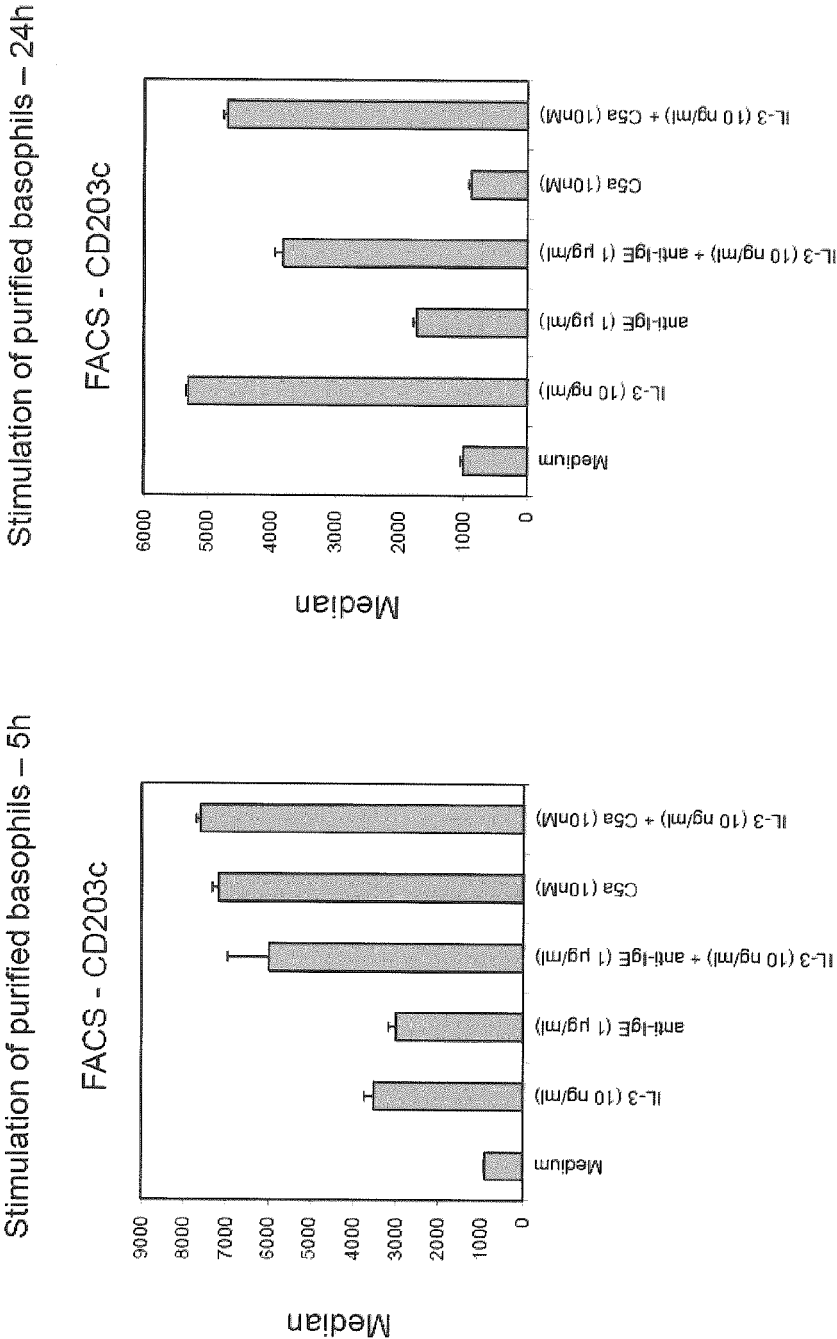 Stimulation of purified basophils – 5h
FACS - CD203c
Median
9000
8000
7000
6000
5000
4000
3000
2000
1000
0
Medium
IL-3 (10 ng/ml)
anti-IgE (1 µg/ml)
IL-3 (10 ng/ml) + anti-IgE (1 µg/ml)
C5a (10nM)
IL-3 (10 ng/ml) + C5a (10nM)
Stimulation of purified basophils – 24h
FACS - CD203c
Median
6000
5000
4000
3000
2000
1000
0
Medium
IL-3 (10 ng/ml)
anti-IgE (1 µg/ml)
IL-3 (10 ng/ml) + anti-IgE (1 µg/ml)
C5a (10nM)
IL-3 (10 ng/ml) + C5a (10nM)